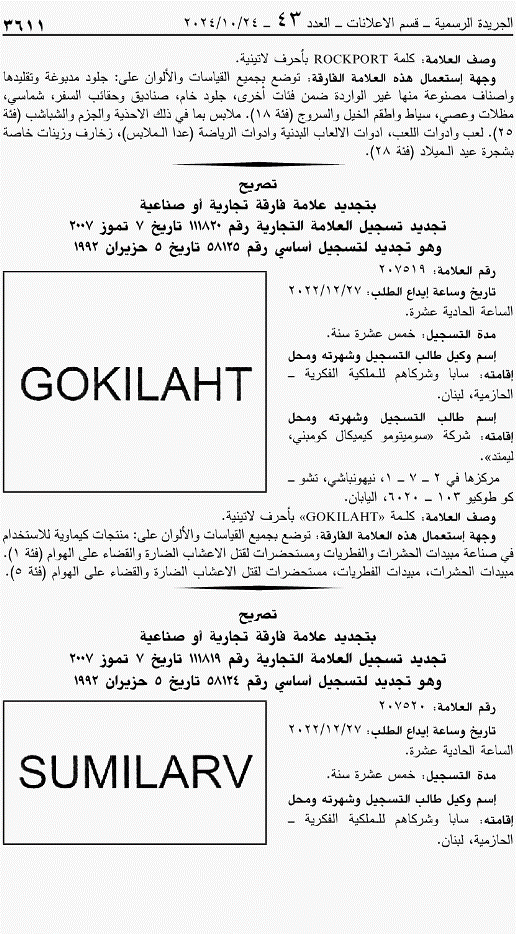 الجريدة الرسمية ــ قسم الاعلانات ــ العدد ٤٣ ــ ٢٠٢٤/١٠/٢٤
٣٦١١
وصف العلامة: كلمة ROCKPORT بأحرف لاتينية.
وجهة إستعمال هذه العلامة الفارقة: توضع بجميع القياسات والألوان على: جلود مدبوغة وتقليدها
واصناف مصنوعة منها غير الواردة ضمن فئات أخرى، جلود خام، صناديق وحقائب السفر، شماسي،
مظلات وعصي، سياط واطقم الخيل والسروج (فئة ١٨). ملابس بما في ذلك الاحذية والجزم والشباشب (فئة
٢٥). لعب وادوات اللعب، ادوات الالعاب البدنية وادوات الرياضة (عدا الملابس)، زخارف وزينات خاصة
بشجرة عيد الميلاد (فئة ٢٨).
تصريح
بتجديد علامة فارقة تجارية أو صناعية
تجديد تسجيل العلامة التجارية رقم ١١١٨٢٠ تاريخ ٧ تموز ٢٠٠٧
وهو تجديد لتسجيل أساسي رقم ٥٨١٢٥ تاريخ ٥ حزيران ١٩٩٢
رقم العلامة: ٢٠٧٥١٩
تاريخ وساعة إيداع الطلب: ٢٠٢٢/١٢/٢٧
الساعة الحادية عشرة.
مدة التسجيل: خمس عشرة سنة.
إسم وكيل طالب التسجيل وشهرته ومحل
إقامته: سابا وشركاهم للملكية الفكرية ــ
الحازمية، لبنان.
إسم طالب التسجيل وشهرته ومحل
إقامته: شركة «سوميتومو كيميكال كومبني،
ليمتد».
مركزها في ٢ ــ ٧ ــ ١، نيهونباشي، تشو ــ
كو طوكيو ١٠٣ ــ ٦٠٢٠، اليابان.
GOKILAHT
وصف العلامة: كلمة «GOKILAHT» بأحرف لاتينية.
وجهة إستعمال هذه العلامة الفارقة: توضع بجميع القياسات والألوان على: منتجات كيماوية للاستخدام
في صناعة مبيدات الحشرات والفطريات ومستحضرات لقتل الاعشاب الضارة والقضاء على الهوام (فئة ١).
مبيدات الحشرات، مبيدات الفطريات، مستحضرات لقتل الاعشاب الضارة والقضاء على الهوام (فئة ٥).
تصريح
بتجديد علامة فارقة تجارية أو صناعية
تجديد تسجيل العلامة التجارية رقم ١١١٨١٩ تاريخ ٧ تموز ٢٠٠٧
وهو تجديد لتسجيل أساسي رقم ٥٨١٢٤ تاريخ ٥ حزيران ١٩٩٢
رقم العلامة: ٢٠٧٥٢٠
تاريخ وساعة إيداع الطلب: ٢٠٢٢/١٢/٢٧
الساعة الحادية عشرة.
مدة التسجيل: خمس عشرة سنة.
إسم وكيل طالب التسجيل وشهرته ومحل
إقامته: سابا وشركاهم للملكية الفكرية ــ
الحازمية، لبنان.
SUMILARV